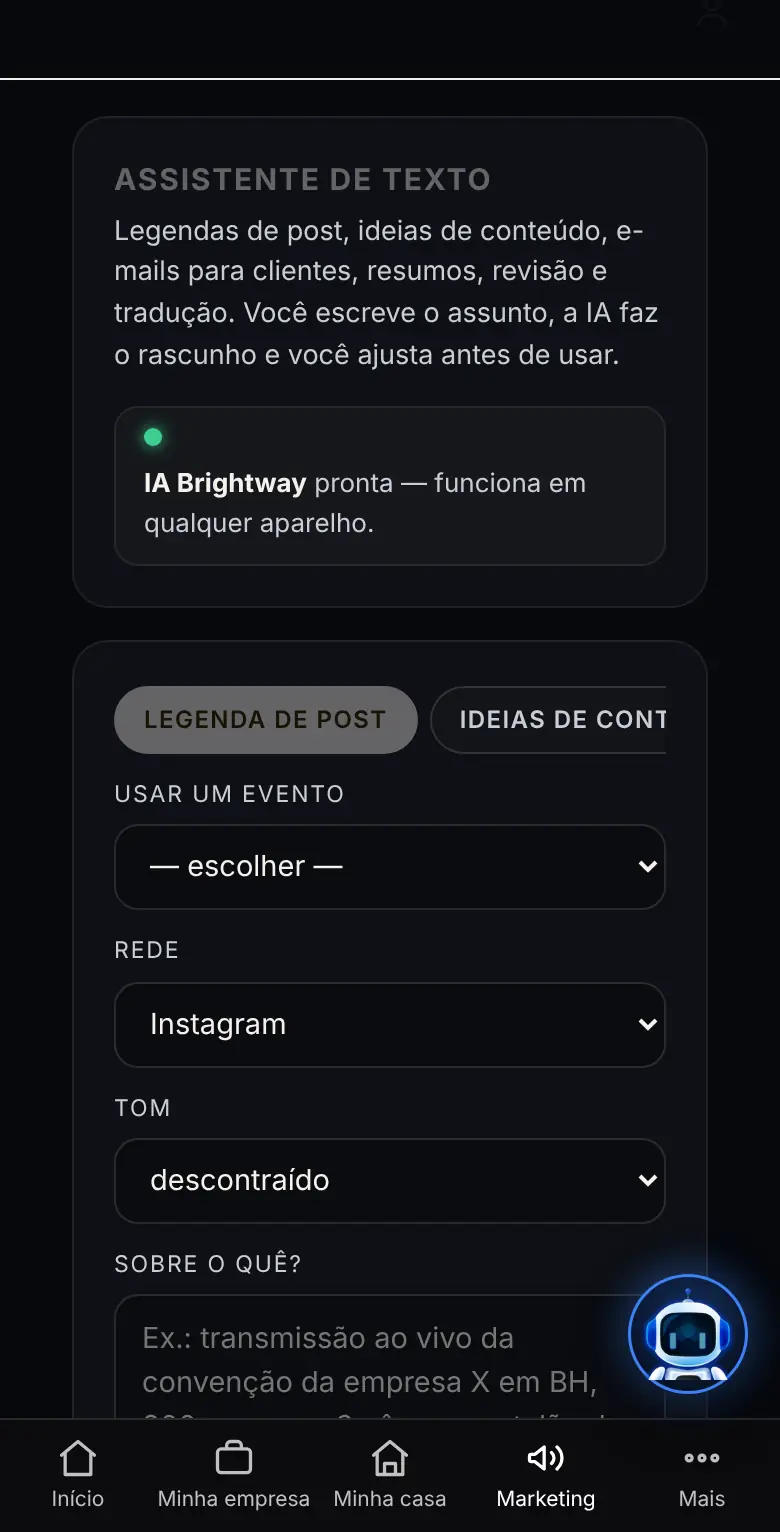 ASSISTENTE DE TEXTO
Legendas de post, ideias de conteúdo, e-
mails para clientes, resumos, revisão e
tradução. Você escreve o assunto, a IA faz
o rascunho e você ajusta antes de usar.
IA Brightway pronta — funciona em
qualquer aparelho.
LEGENDA DE POST
IDEIAS DE CONT
USAR UM EVENTO
— escolher —
REDE
Instagram
TOM
descontraído
SOBRE O QUÊ?
Ex.: transmissão ao vivo da
convenção da empresa X em BH,
Início
Minha empresa
Minha casa
Marketing
Mais